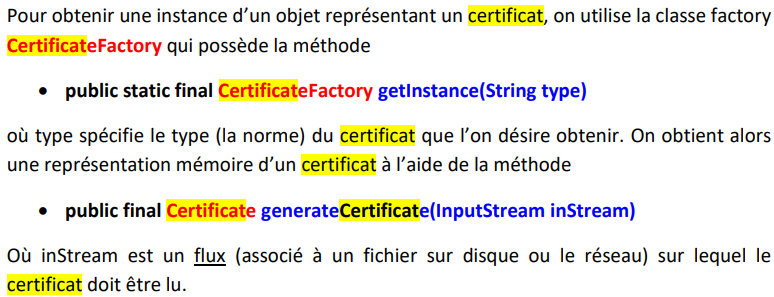 Pour obtenir une instance d’un objet représentant un certificat, on utilise la classe factory
CertificateFactory qui possède la méthode
• public static final CertificateFactory getInstance(String type)
où type spécifie le type (la norme) du certificat que l’on désire obtenir. On obtient alors
une représentation mémoire d’un certificat à l’aide de la méthode
• public final Certificate generateCertificate(InputStream inStream)
Où inStream est un flux (associé à un fichier sur disque ou le réseau) sur lequel le
certificat doit être lu.